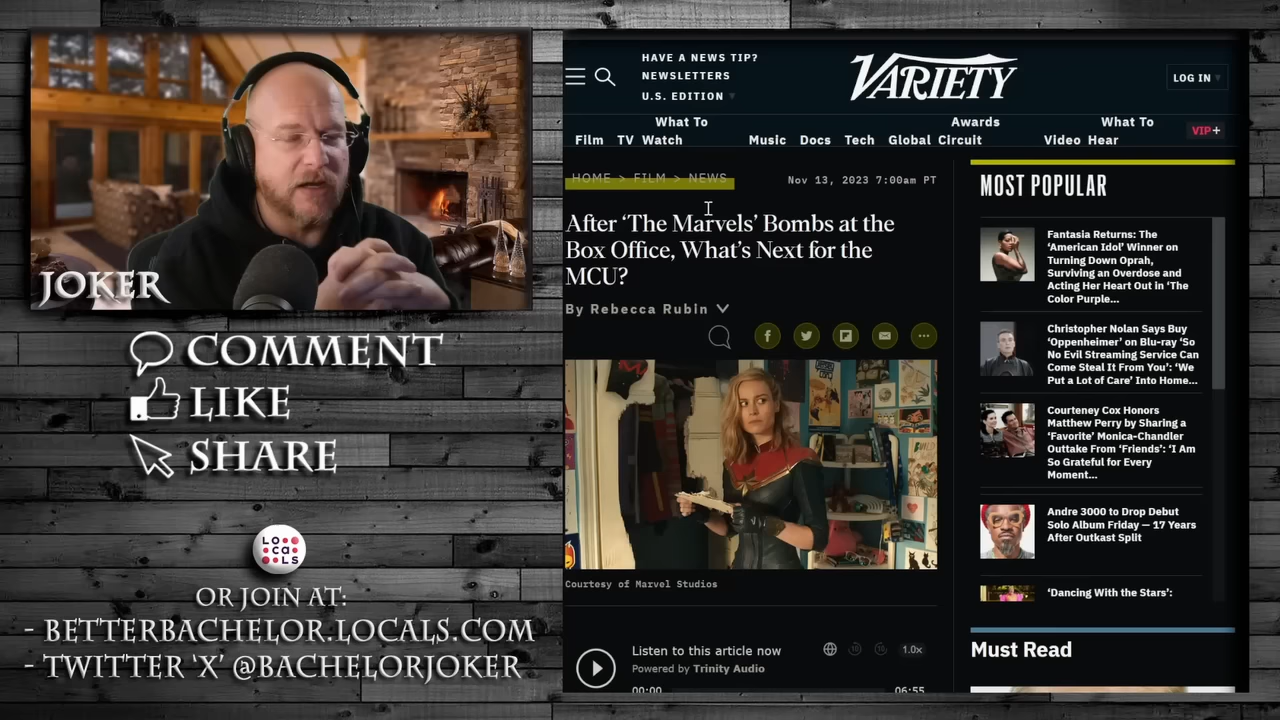 JOKER
COMMENT
LIKE
SHARE
LOCALS
OR JOIN AT:
- BETTERBACHELOR.LOCALS.COM
- TWITTER 'X' @BACHELORJOKER
HAVE A NEWS TIP?
NEWSLETTERS
U.S. EDITION
VARIETY
LOG IN
Film
TV
What To
Watch
Music
Docs
Tech
Global
Awards
Circuit
Video
What To
Hear
VIP+
HOME > FILM > NEWS
Nov 13, 2023 7:00am PT
After ‘The Marvels’ Bombs at the
Box Office, What’s Next for the
MCU?
By Rebecca Rubin
Courtesy of Marvel Studios
Listen to this article now
Powered by Trinity Audio
1.0x
00:00
06:55
MOST POPULAR
Fantasia Returns: The
‘American Idol’ Winner on
Turning Down Oprah,
Surviving an Overdose and
Acting Her Heart Out in ‘The
Color Purple...
Christopher Nolan Says Buy
‘Oppenheimer’ on Blu-ray ‘So
No Evil Streaming Service Can
Come Steal It From You’: ‘We
Put a Lot of Care’ Into Home...
Courteney Cox Honors
Matthew Perry by Sharing a
‘Favorite’ Monica-Chandler
Outtake From ‘Friends’: ‘I Am
So Grateful for Every
Moment...
Andre 3000 to Drop Debut
Solo Album Friday — 17 Years
After Outkast Split
‘Dancing With the Stars’:
Must Read